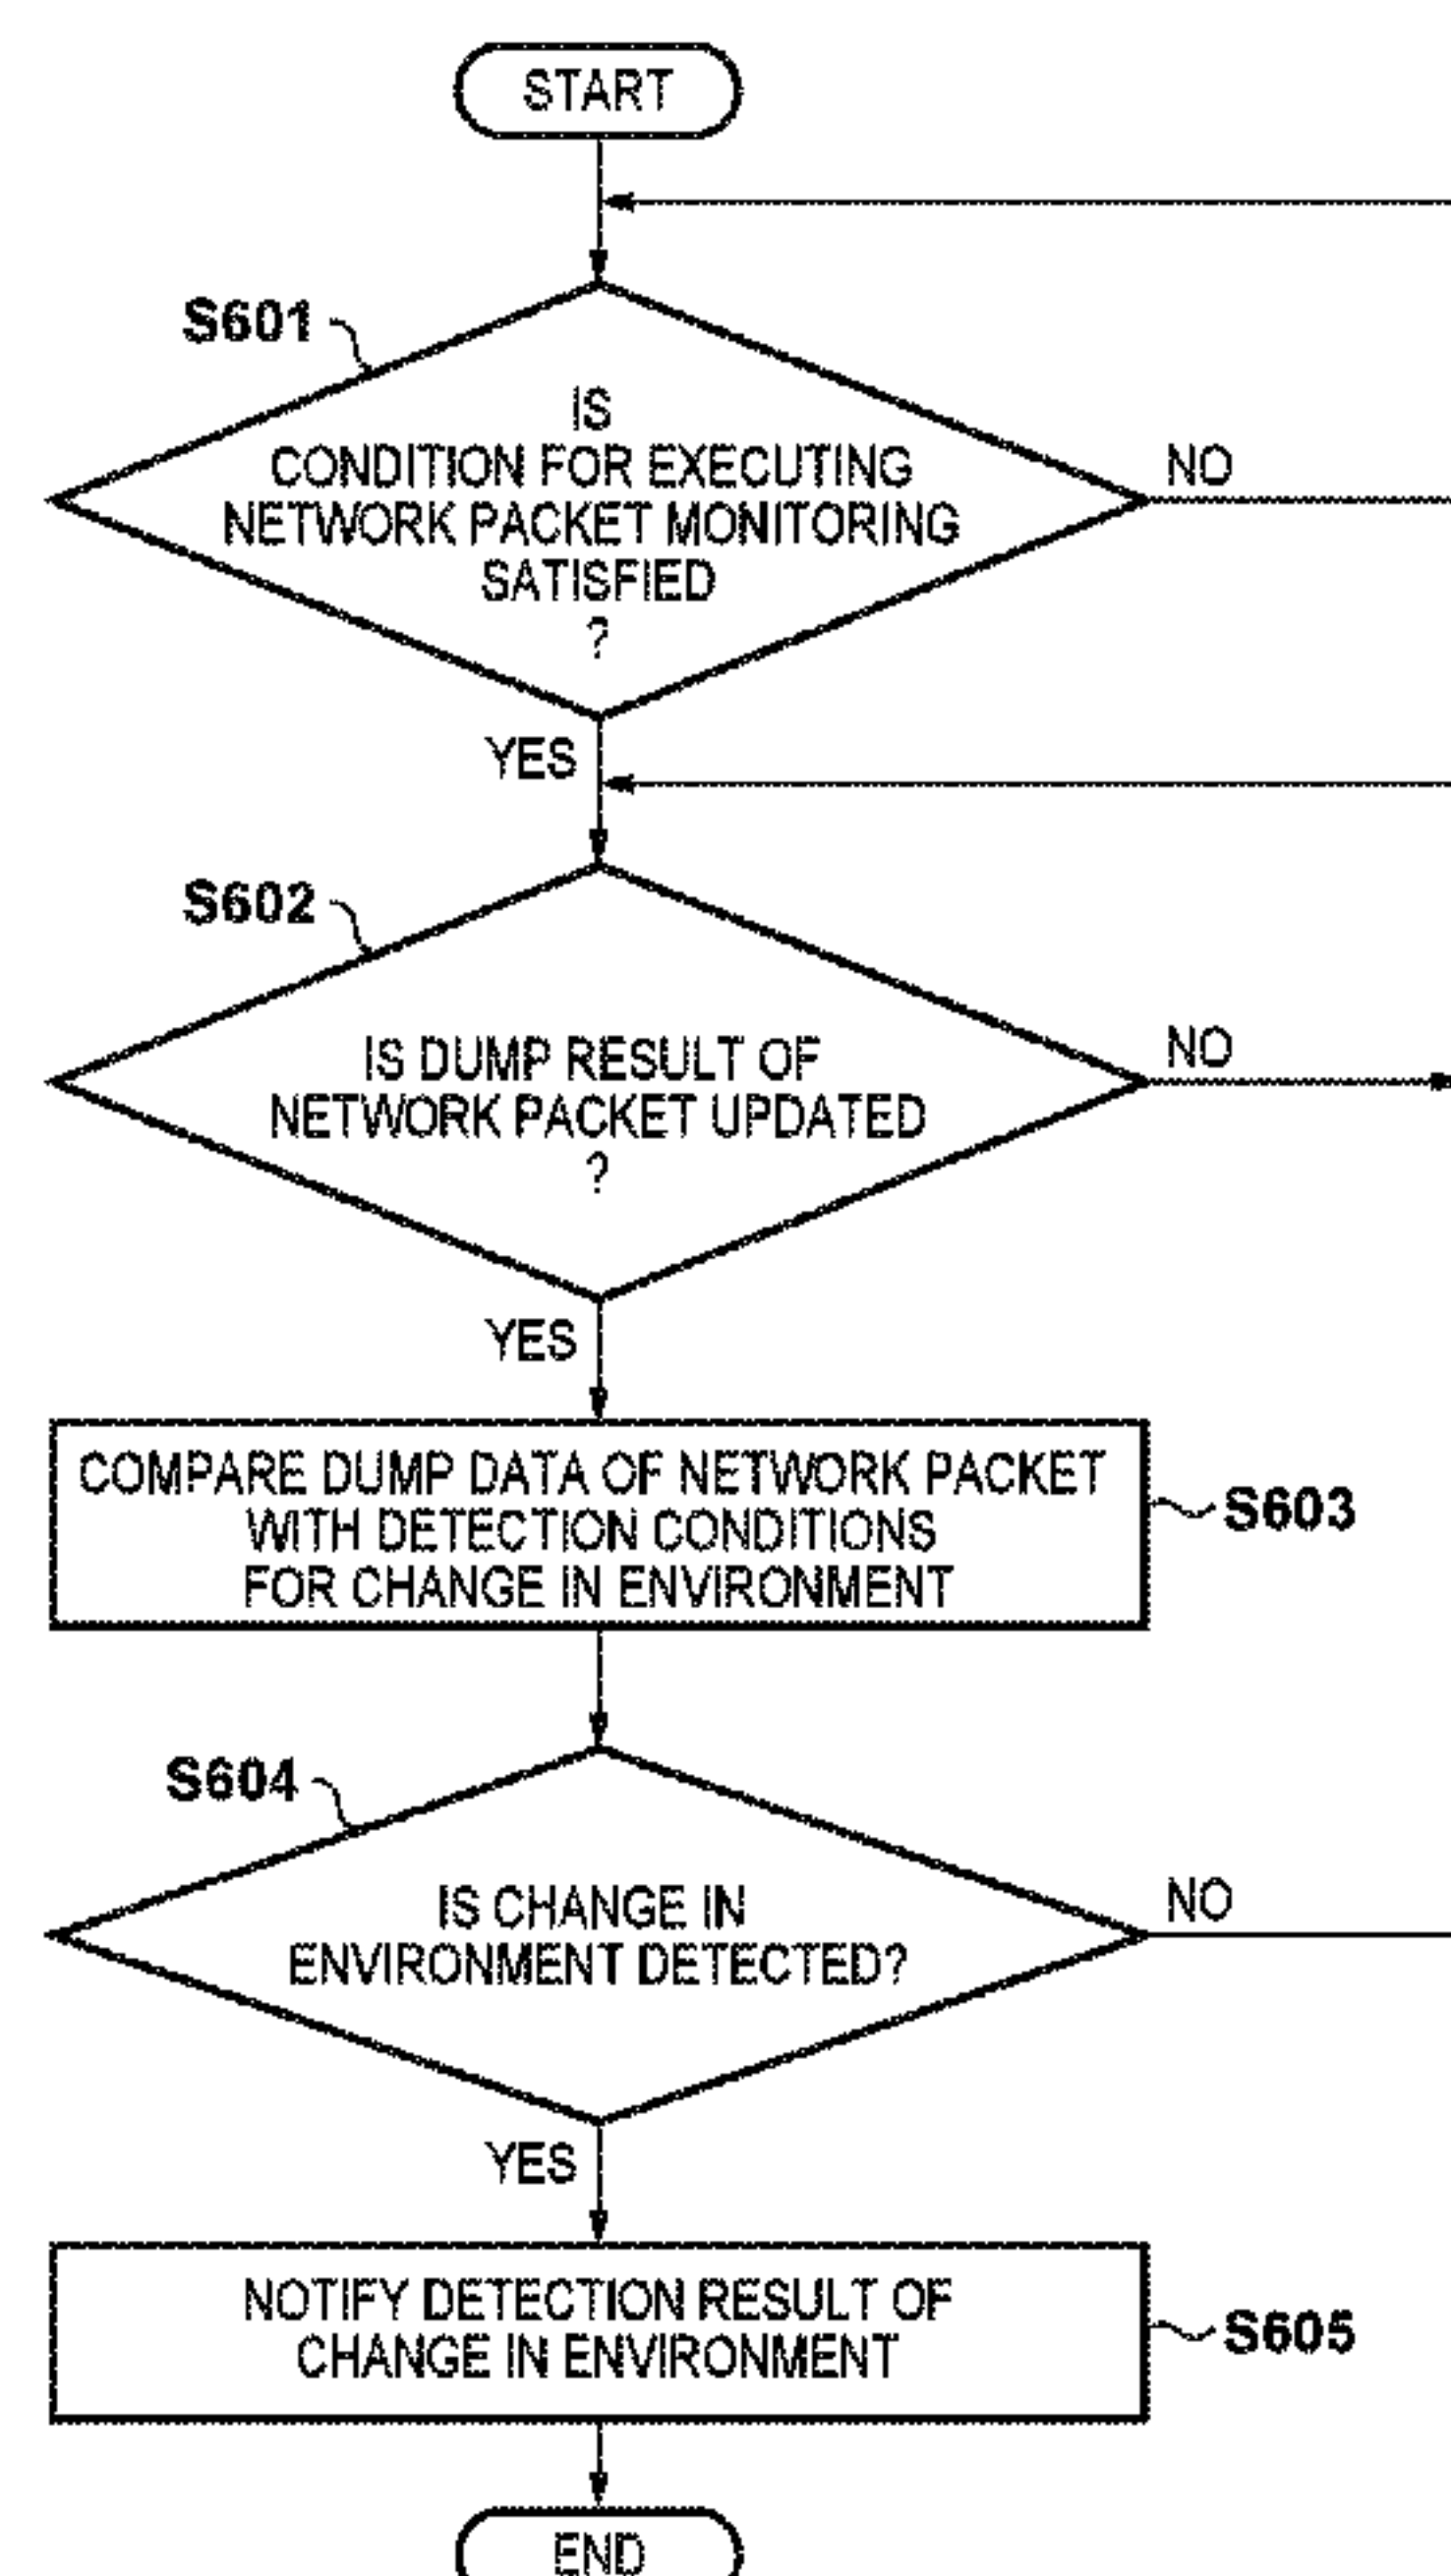 START
S601
IS
CONDITION FOR EXECUTING
NETWORK PACKET MONITORING
SATISFIED
?
NO
YES
S602
IS DUMP RESULT OF
NETWORK PACKET UPDATED
?
NO
YES
COMPARE DUMP DATA OF NETWORK PACKET
WITH DETECTION CONDITIONS
FOR CHANGE IN ENVIRONMENT
S603
S604
IS CHANGE IN
ENVIRONMENT DETECTED?
NO
YES
NOTIFY DETECTION RESULT OF
CHANGE IN ENVIRONMENT
S605
END